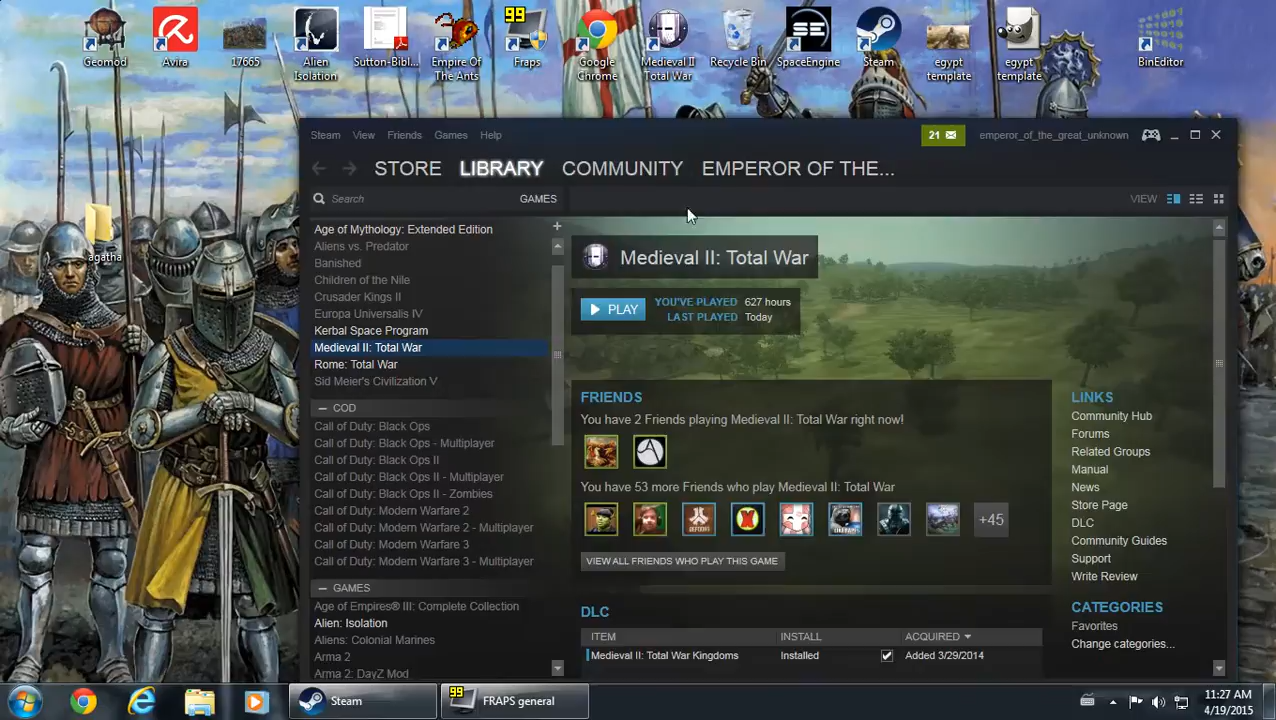 99
Geomod
Avira
17665
Alien
Isolation
Sutton-Bibl...
Empire Of
The Ants
Fraps
Google
Chrome
Medieval II
Total War
Recycle Bin
SE
SpaceEngine
Steam
egypt
template
egypt
template
BinEditor
agatha
Steam View Friends Games Help
21
emperor_of_the_great_unknown
STORE LIBRARY COMMUNITY EMPEROR OF THE...
Search
GAMES
VIEW
Age of Mythology: Extended Edition
Aliens vs. Predator
Banished
Children of the Nile
Crusader Kings II
Europa Universalis IV
Kerbal Space Program
Medieval II: Total War
Rome: Total War
Sid Meier's Civilization V
COD
Call of Duty: Black Ops
Call of Duty: Black Ops - Multiplayer
Call of Duty: Black Ops II
Call of Duty: Black Ops II - Multiplayer
Call of Duty: Black Ops II - Zombies
Call of Duty: Modern Warfare 2
Call of Duty: Modern Warfare 2 - Multiplayer
Call of Duty: Modern Warfare 3
Call of Duty: Modern Warfare 3 - Multiplayer
GAMES
Age of Empires® III: Complete Collection
Alien: Isolation
Aliens: Colonial Marines
Arma 2
Arma 2: DayZ Mod
Medieval II: Total War
PLAY
YOU'VE PLAYED 627 hours
LAST PLAYED Today
FRIENDS
You have 2 Friends playing Medieval II: Total War right now!
You have 53 more Friends who play Medieval II: Total War
+45
VIEW ALL FRIENDS WHO PLAY THIS GAME
DLC
ITEM INSTALL ACQUIRED
Medieval II: Total War Kingdoms Installed Added 3/29/2014
LINKS
Community Hub
Forums
Related Groups
Manual
News
Store Page
DLC
Community Guides
Support
Write Review
CATEGORIES
Favorites
Change categories...
Steam
99
FRAPS general
11:27 AM
4/19/2015